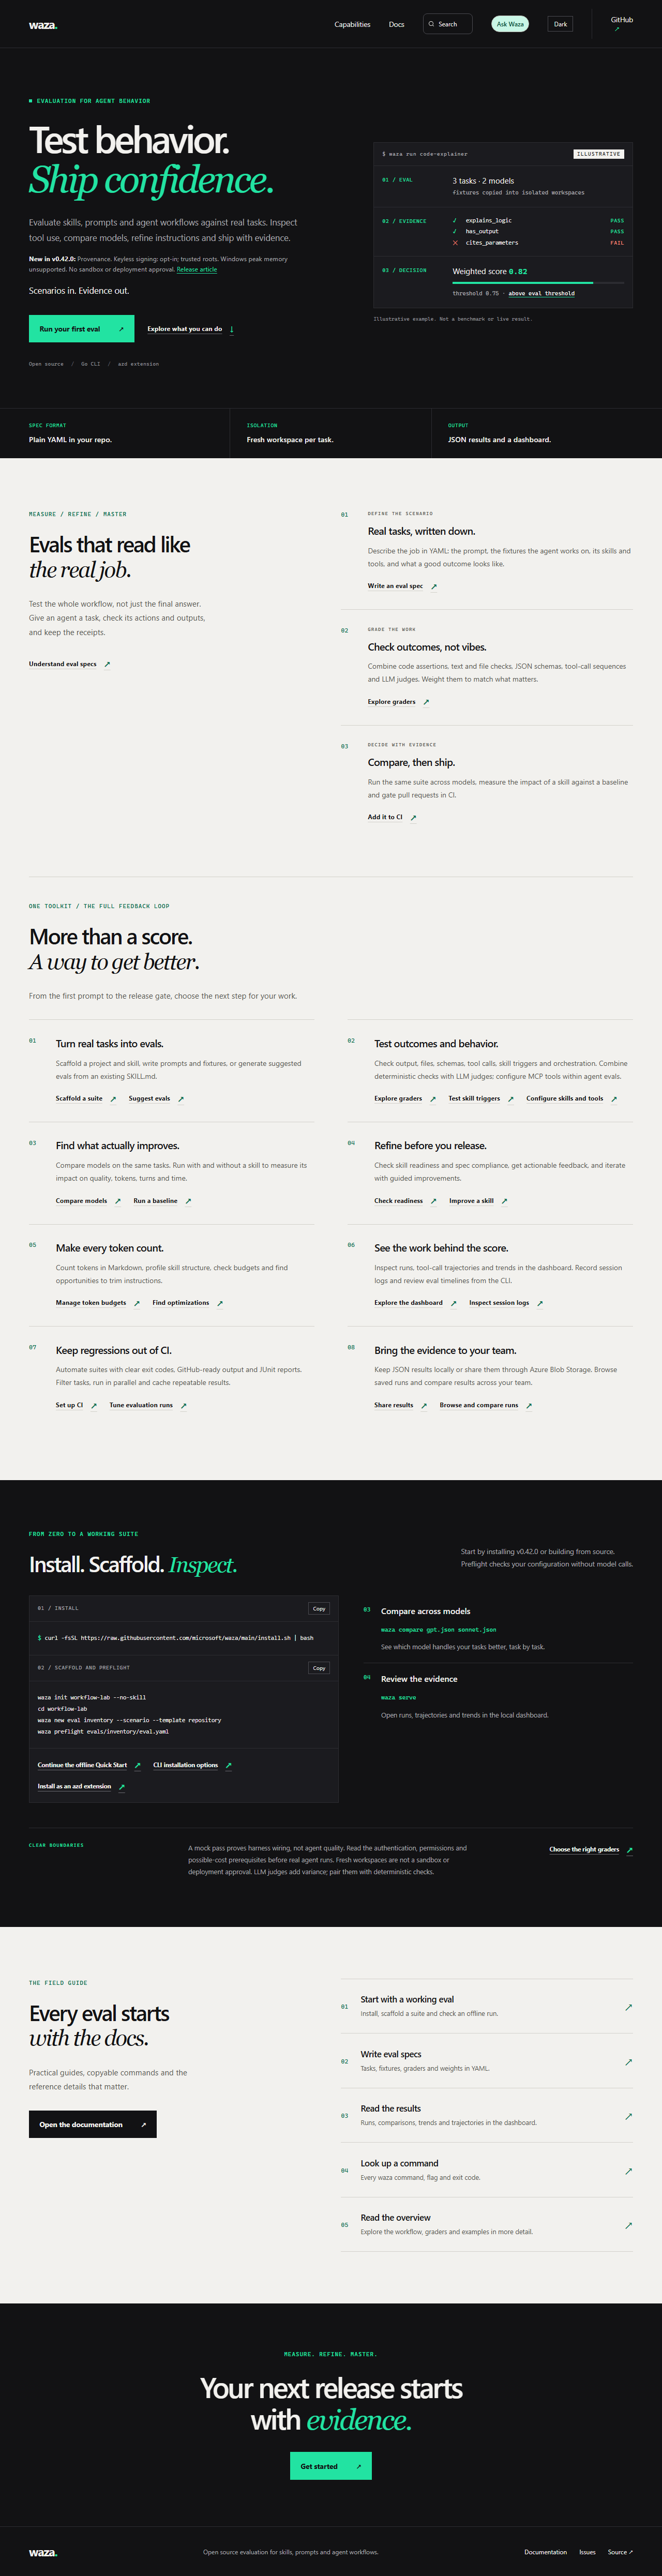 waza.
Capabilities
Docs
Search
Ask Waza
Dark
GitHub ↗
EVALUATION FOR AGENT BEHAVIOR
Test behavior.
Ship confidence.
Evaluate skills, prompts and agent workflows against real tasks. Inspect
tool use, compare models, refine instructions and ship with evidence.
New in v0.42.0: Provenance. Keyless signing: opt-in; trusted roots. Windows peak memory
unsupported. No sandbox or deployment approval. Release article
Scenarios in. Evidence out.
Run your first eval ↗
Explore what you can do ↓
Open source / Go CLI / azd extension
$ waza run code-explainer
ILLUSTRATIVE
01 / EVAL
3 tasks · 2 models
fixtures copied into isolated workspaces
02 / EVIDENCE
✓ explains_logic PASS
✓ has_output PASS
✕ cites_parameters FAIL
03 / DECISION
Weighted score 0.82
threshold 0.75 · above eval threshold
Illustrative example. Not a benchmark or live result.
SPEC FORMAT
Plain YAML in your repo.
ISOLATION
Fresh workspace per task.
OUTPUT
JSON results and a dashboard.
MEASURE / REFINE / MASTER
Evals that read like
the real job.
Test the whole workflow, not just the final answer.
Give an agent a task, check its actions and outputs,
and keep the receipts.
Understand eval specs ↗
01
DEFINE THE SCENARIO
Real tasks, written down.
Describe the job in YAML: the prompt, the fixtures the agent works on, its skills and
tools, and what a good outcome looks like.
Write an eval spec ↗
02
GRADE THE WORK
Check outcomes, not vibes.
Combine code assertions, text and file checks, JSON schemas, tool-call sequences
and LLM judges. Weight them to match what matters.
Explore graders ↗
03
DECIDE WITH EVIDENCE
Compare, then ship.
Run the same suite across models, measure the impact of a skill against a baseline
and gate pull requests in CI.
Add it to CI ↗
ONE TOOLKIT / THE FULL FEEDBACK LOOP
More than a score.
A way to get better.
From the first prompt to the release gate, choose the next step for your work.
01
Turn real tasks into evals.
Scaffold a project and skill, write prompts and fixtures, or generate suggested
evals from an existing SKILL.md.
Scaffold a suite ↗ Suggest evals ↗
02
Test outcomes and behavior.
Check output, files, schemas, tool calls, skill triggers and orchestration. Combine
deterministic checks with LLM judges; configure MCP tools within agent evals.
Explore graders ↗ Test skill triggers ↗ Configure skills and tools ↗
03
Find what actually improves.
Compare models on the same tasks. Run with and without a skill to measure its
impact on quality, tokens, turns and time.
Compare models ↗ Run a baseline ↗
04
Refine before you release.
Check skill readiness and spec compliance, get actionable feedback, and iterate
with guided improvements.
Check readiness ↗ Improve a skill ↗
05
Make every token count.
Count tokens in Markdown, profile skill structure, check budgets and find
opportunities to trim instructions.
Manage token budgets ↗ Find optimizations ↗
06
See the work behind the score.
Inspect runs, tool-call trajectories and trends in the dashboard. Record session
logs and review eval timelines from the CLI.
Explore the dashboard ↗ Inspect session logs ↗
07
Keep regressions out of CI.
Automate suites with clear exit codes, GitHub-ready output and JUnit reports.
Filter tasks, run in parallel and cache repeatable results.
Set up CI ↗ Tune evaluation runs ↗
08
Bring the evidence to your team.
Keep JSON results locally or share them through Azure Blob Storage. Browse
saved runs and compare results across your team.
Share results ↗ Browse and compare runs ↗
FROM ZERO TO A WORKING SUITE
Install. Scaffold. Inspect.
Start by installing v0.42.0 or building from source.
Preflight checks your configuration without model calls.
01 / INSTALL
Copy
$ curl -fsSL https://raw.githubusercontent.com/microsoft/waza/main/install.sh | bash
02 / SCAFFOLD AND PREFLIGHT
Copy
waza init workflow-lab --no-skill
cd workflow-lab
waza new eval inventory --scenario --template repository
waza preflight evals/inventory/eval.yaml
Continue the offline Quick Start ↗ CLI installation options ↗
Install as an azd extension ↗
03
Compare across models
waza compare gpt.json sonnet.json
See which model handles your tasks better, task by task.
04
Review the evidence
waza serve
Open runs, trajectories and trends in the local dashboard.
CLEAR BOUNDARIES
A mock pass proves harness wiring, not agent quality. Read the authentication, permissions and
possible-cost prerequisites before real agent runs. Fresh workspaces are not a sandbox or
deployment approval. LLM judges add variance; pair them with deterministic checks.
Choose the right graders ↗
THE FIELD GUIDE
Every eval starts
with the docs.
Practical guides, copyable commands and the
reference details that matter.
Open the documentation ↗
01
Start with a working eval
Install, scaffold a suite and check an offline run.
↗
02
Write eval specs
Tasks, fixtures, graders and weights in YAML.
↗
03
Read the results
Runs, comparisons, trends and trajectories in the dashboard.
↗
04
Look up a command
Every waza command, flag and exit code.
↗
05
Read the overview
Explore the workflow, graders and examples in more detail.
↗
MEASURE. REFINE. MASTER.
Your next release starts
with evidence.
Get started ↗
waza.
Open source evaluation for skills, prompts and agent workflows.
Documentation
Issues
Source ↗